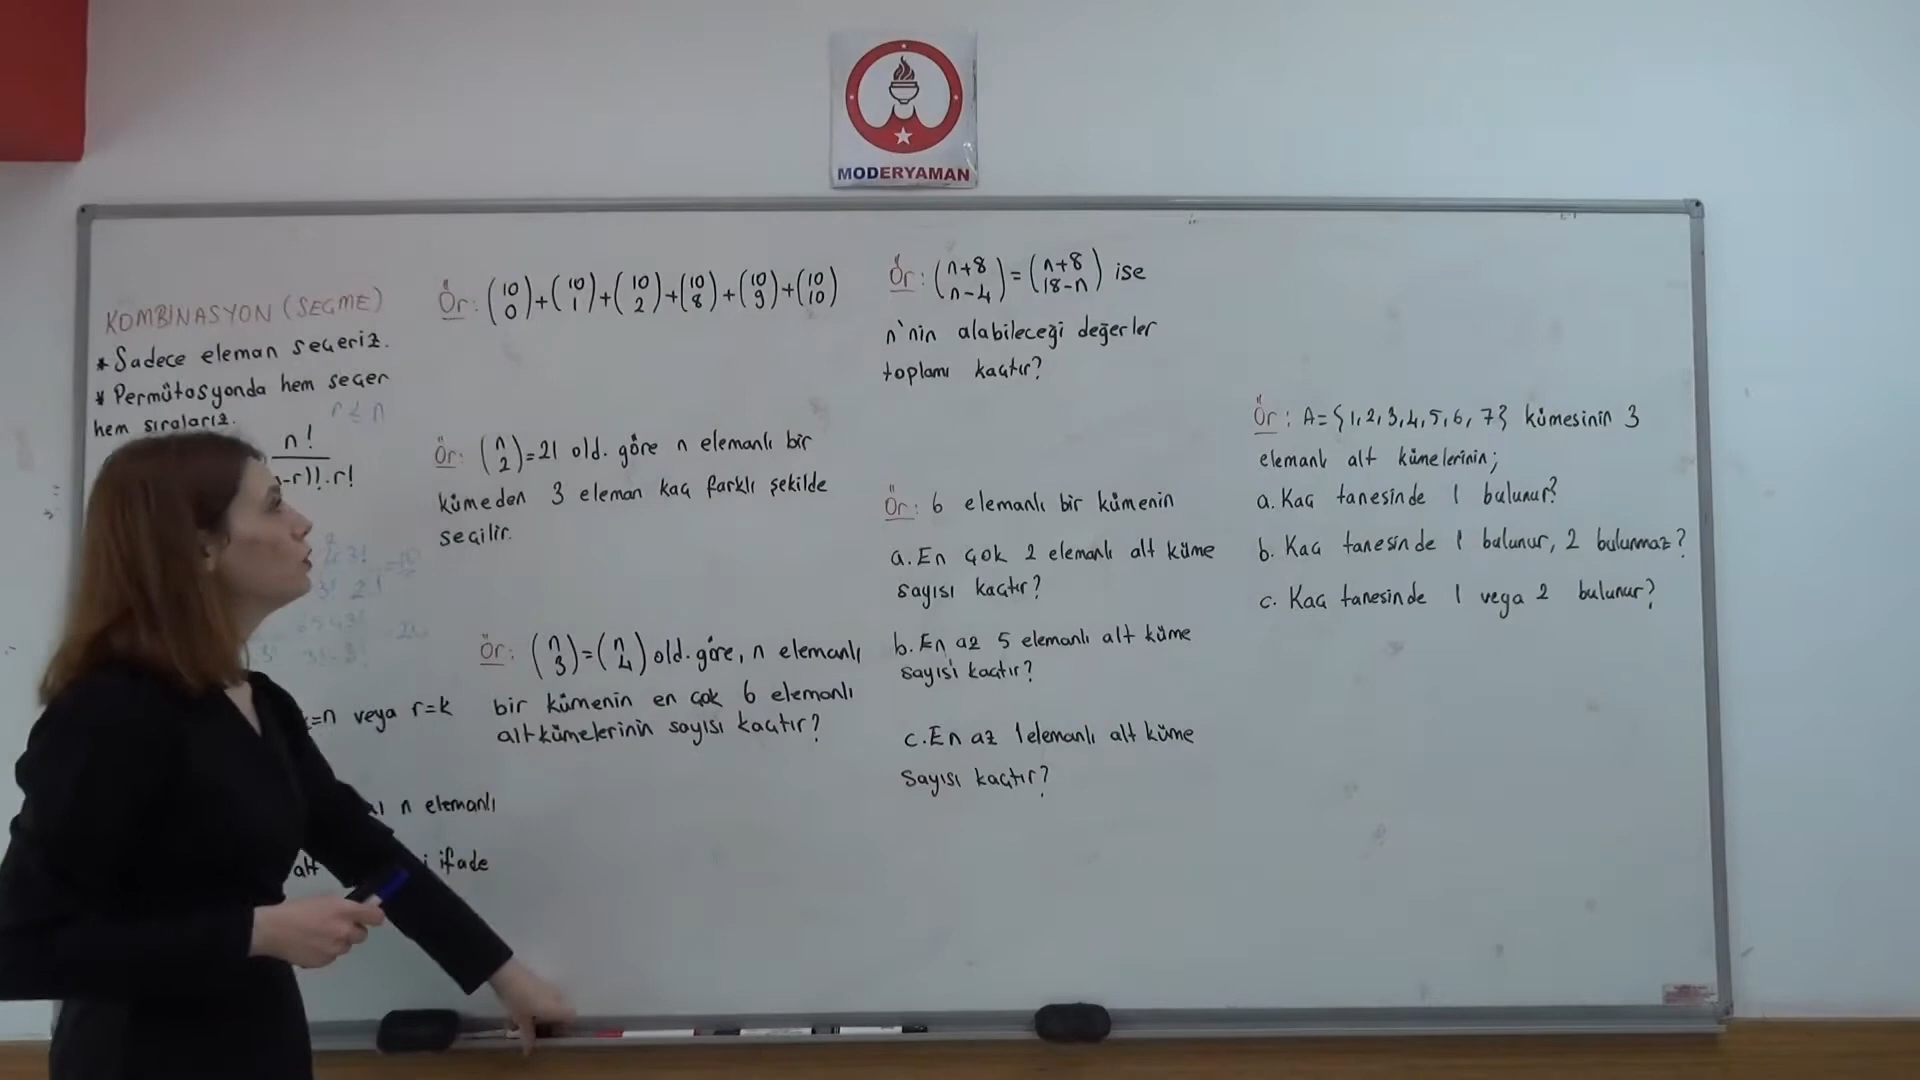 MODERYAMAN
KOMBİNASYON (SEÇME)
* Sadece eleman seçeriz.
* Permütasyonda hem seçer
hem sıralarız.
r ≤ n
n!
-r)!.r!
=n veya r=k
n elemanlı
alt
ifade
Ör: (10 0)+(10 1)+(10 2)+(10 8)+(10 9)+(10 10)
Ör: (n 2)=21 old. göre n elemanlı bir
kümeden 3 eleman kaç farklı şekilde
seçilir.
Ör: (n 3)=(n 4) old. göre, n elemanlı
bir kümenin en çok 6 elemanlı
alt kümelerinin sayısı kaçtır?
Ör: (n+8 n-4)=(n+8 18-n) ise
n'nin alabileceği değerler
toplamı kaçtır?
Ör: 6 elemanlı bir kümenin
a. En çok 2 elemanlı alt küme
sayısı kaçtır?
b. En az 5 elemanlı alt küme
sayısı kaçtır?
c. En az 1 elemanlı alt küme
sayısı kaçtır?
Ör: A={1,2,3,4,5,6,7} kümesinin 3
elemanlı alt kümelerinin;
a. Kaç tanesinde 1 bulunur?
b. Kaç tanesinde 1 bulunur, 2 bulunmaz?
c. Kaç tanesinde 1 veya 2 bulunur?